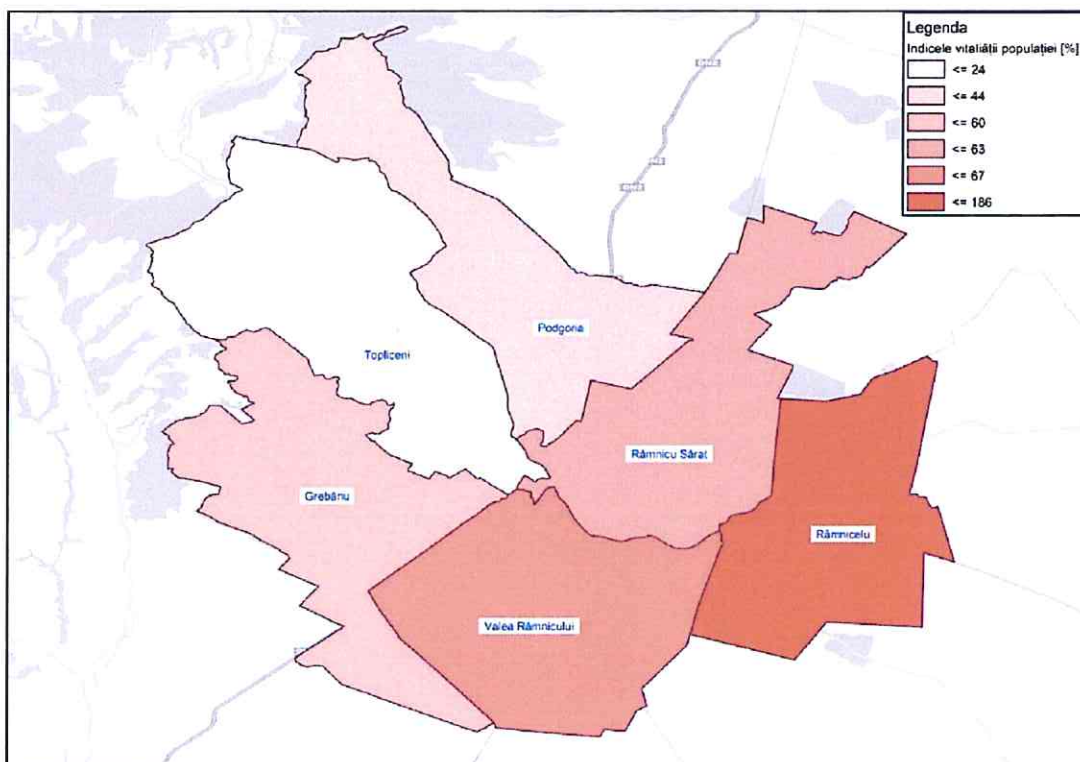 Legenda
Indicele vitalității populației [%]
<= 24
<= 44
<= 60
<= 63
<= 67
<= 186
Podgoria
Topliceni
Râmnicu Sărat
Grebănu
Râmnicelu
Valea Râmnicului